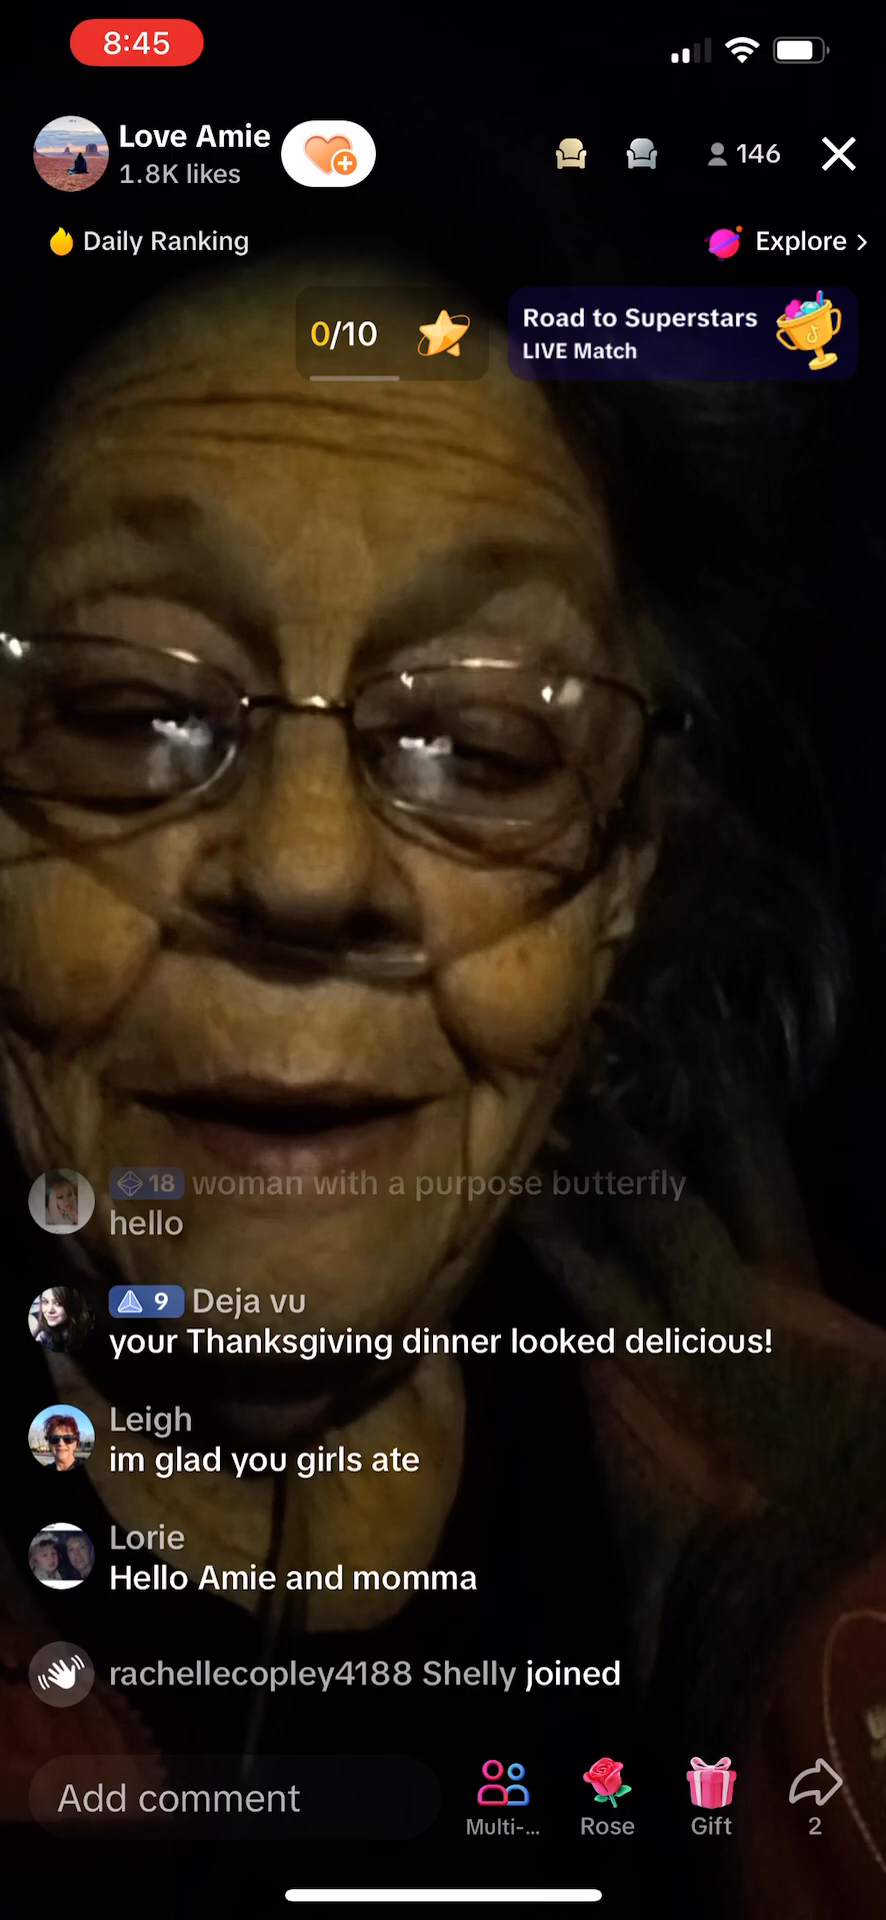 8:45
Love Amie
1.8K likes
146
Daily Ranking
Explore >
0/10
Road to Superstars
LIVE Match
18 woman with a purpose butterfly
hello
9 Deja vu
your Thanksgiving dinner looked delicious!
Leigh
im glad you girls ate
Lorie
Hello Amie and momma
rachellecopley4188 Shelly joined
Add comment
Multi-...
Rose
Gift
2